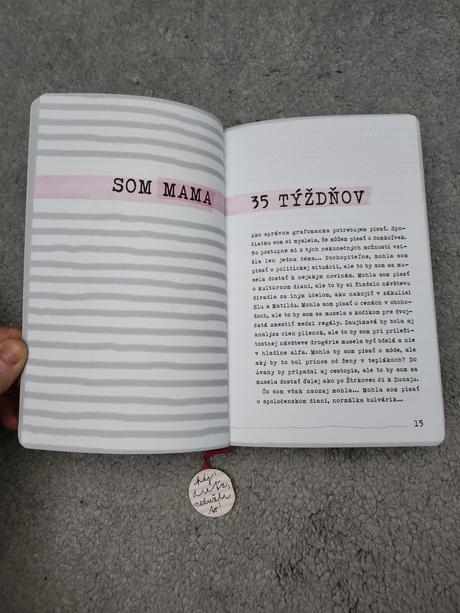 SOM MAMA
35 TÝŽDŇOV
Ako správna grafomanka potrebujem písať. Spo-
čiatku som si myslela, že môžem písať o čomkoľvek.
No postupne mi z tých nekonečných možností vyši-
la len jedna téma... Pochopiteľne, mohla som
písať o politickej situácii, ale to by som sa mu-
sela dostať k nejakým novinám. Mohla som písať
o kultúrnom dianí, ale to by si žiadalo návštevu
divadla za iným účelom, ako nakojiť v zákulisí
Elu a Matildu. Mohla som písať o cenách v obcho-
doch, ale to by som sa musela s kočíkom pre dvoj-
čatá zmestiť medzi regály. Zaujímavá by bola aj
analýza cien plienok, ale to by som pri príleži-
tostnej návšteve drogérie musela byť bdelá a nie
v hladine alfa. Mohla by som písať o móde, ale
aký by to bol prínos od ženy v teplákoch? Do
úvahy by pripadal aj cestopis, ale to by som sa
musela dostať ďalej ako po Štrkovec či k Dunaju.
Čo som však naozaj mohla... Mohla som písať
o spoločenskom dianí, normálka bulvárik...
15
hej,